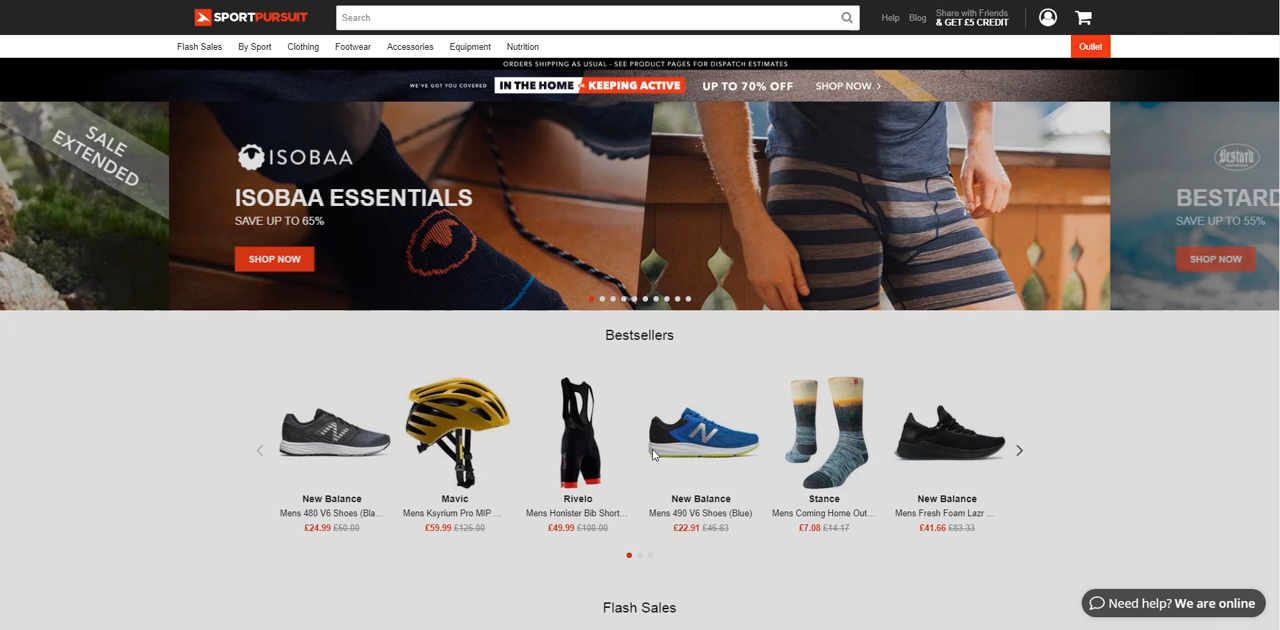 SPORTPURSUIT
Search
Help
Blog
Share with Friends
& GET £5 CREDIT
Flash Sales
By Sport
Clothing
Footwear
Accessories
Equipment
Nutrition
Outlet
ORDERS SHIPPING AS USUAL - SEE PRODUCT PAGES FOR DISPATCH ESTIMATES
WE'VE GOT YOU COVERED
IN THE HOME
KEEPING ACTIVE
UP TO 70% OFF
SHOP NOW >
SALE
EXTENDED
ISOBAA
ISOBAA ESSENTIALS
SAVE UP TO 65%
SHOP NOW
Bestard
BESTARD
SAVE UP TO 55%
SHOP NOW
Bestsellers
New Balance
Mens 480 V6 Shoes (Bla...
£24.99 £50.00
Mavic
Mens Ksyrium Pro MIP ...
£59.99 £125.00
Rivelo
Mens Honister Bib Short...
£49.99 £100.00
New Balance
Mens 490 V6 Shoes (Blue)
£22.91 £45.83
Stance
Mens Coming Home Out...
£7.08 £14.17
New Balance
Mens Fresh Foam Lazr ...
£41.66 £83.33
Flash Sales
Need help? We are online